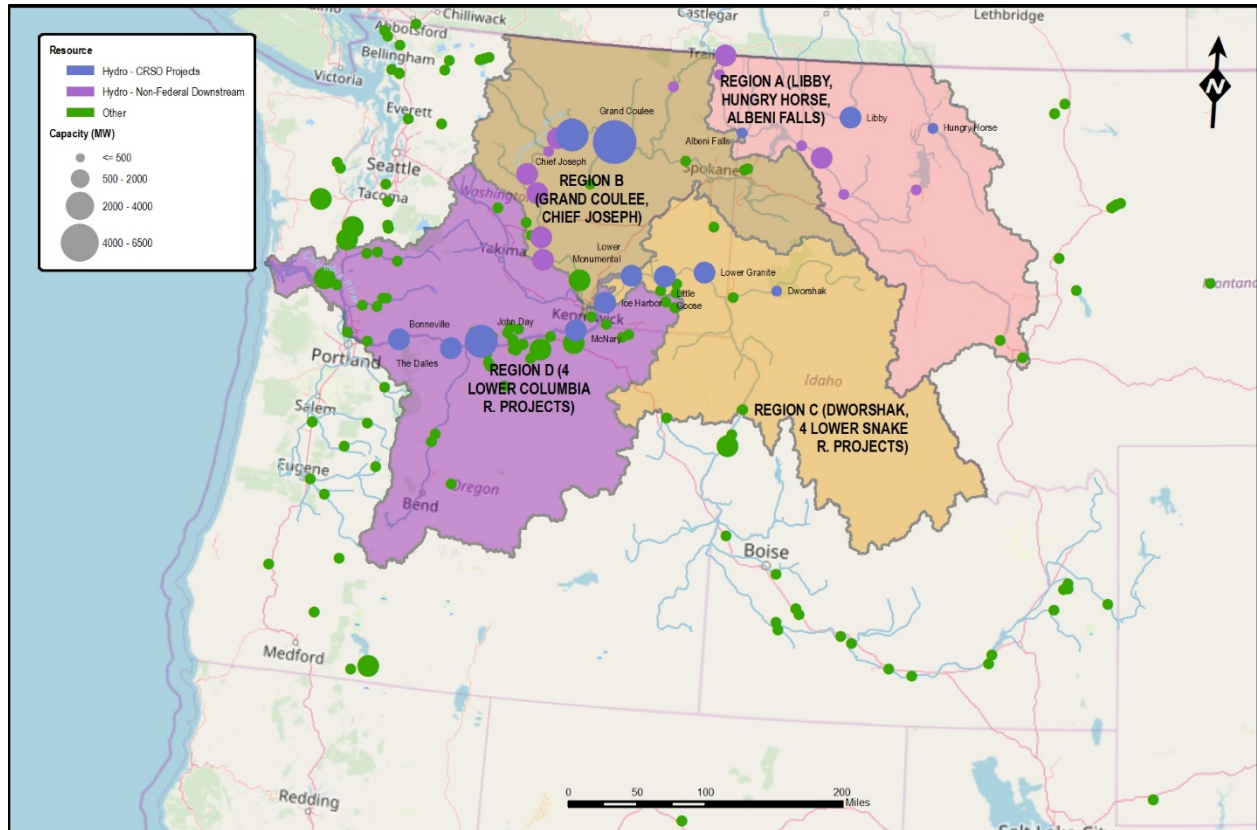 Chilliwack
Castlegar
Lethbridge
Abbotsford
Bellingham
Victoria
Everett
Seattle
Tacoma
Resource
Hydro - CRSO Projects
Hydro - Non-Federal Downstream
Other
Capacity (MW)
<= 500
500 - 2000
2000 - 4000
4000 - 6500
N
REGION A (LIBBY,
HUNGRY HORSE,
ALBENI FALLS)
Grand Coulee
Libby
Hungry Horse
Albeni Falls
Chief Joseph
Spokane
REGION B
(GRAND COULEE,
CHIEF JOSEPH)
Washington
Yakima
Lower
Monumental
Lower Granite
Dworshak
Little
Goose
Ice Harbor
Kennewick
Montana
Bonneville
John Day
McNary
The Dalles
Portland
REGION D (4
LOWER COLUMBIA
R. PROJECTS)
Idaho
REGION C (DWORSHAK,
4 LOWER SNAKE
R. PROJECTS)
Salem
Eugene
Bend
Oregon
Boise
Medford
Redding
0 50 100 200
Miles
Salt Lake City